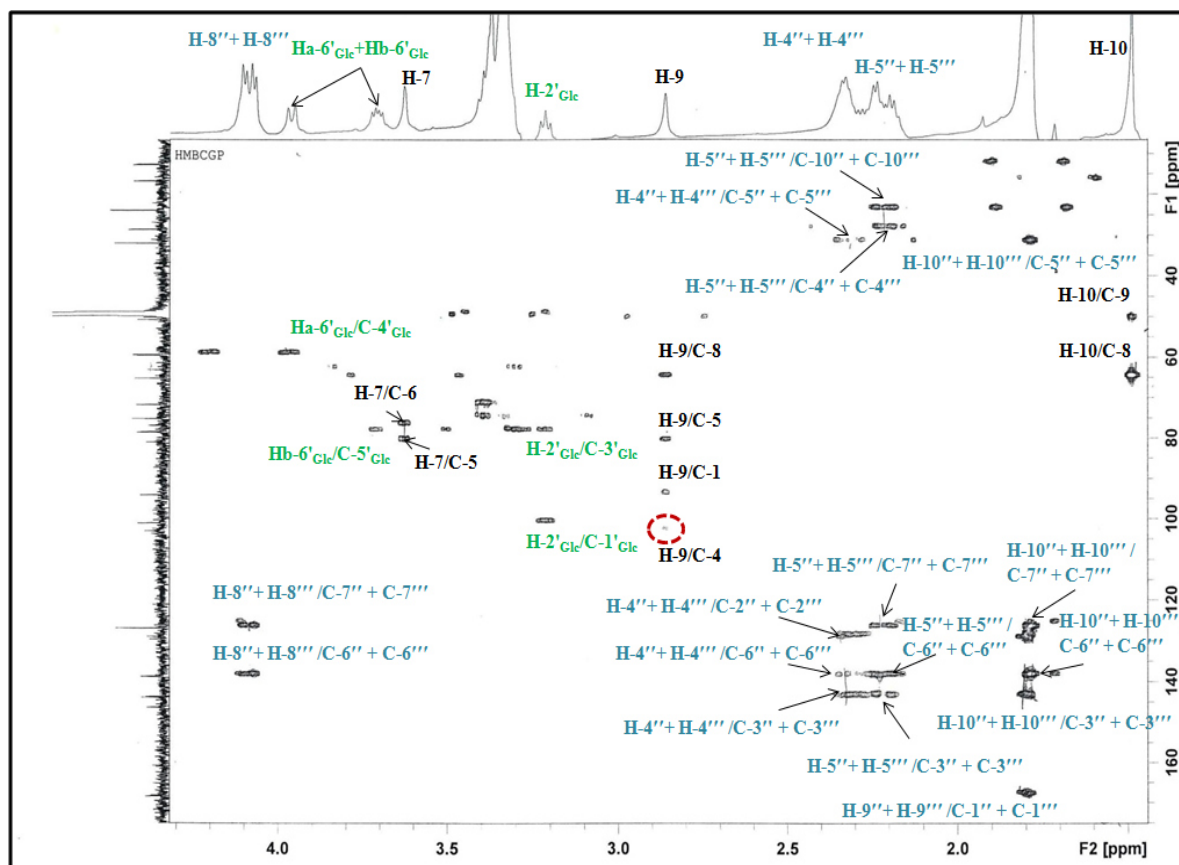 H-8′′+ H-8′′′
Ha-6'Glc+Hb-6'Glc
H-7
H-2'Glc
H-9
H-4′′+ H-4′′′
H-5′′+ H-5′′′
H-10
HMBCGP
H-5′′+ H-5′′′ /C-10′′ + C-10′′′
H-4′′+ H-4′′′ /C-5′′ + C-5′′′
H-10′′+ H-10′′′ /C-5′′ + C-5′′′
H-5′′+ H-5′′′ /C-4′′ + C-4′′′
H-10/C-9
Ha-6'Glc/C-4'Glc
H-9/C-8
H-10/C-8
H-7/C-6
H-9/C-5
Hb-6'Glc/C-5'Glc
H-7/C-5
H-2'Glc/C-3'Glc
H-9/C-1
H-2'Glc/C-1'Glc
H-9/C-4
H-10′′+ H-10′′′ /
C-7′′ + C-7′′′
H-5′′+ H-5′′′ /C-7′′ + C-7′′′
H-8′′+ H-8′′′ /C-7′′ + C-7′′′
H-4′′+ H-4′′′ /C-2′′ + C-2′′′
H-5′′+ H-5′′′ /
C-6′′ + C-6′′′
H-10′′+ H-10′′′
C-6′′ + C-6′′′
H-8′′+ H-8′′′ /C-6′′ + C-6′′′
H-4′′+ H-4′′′ /C-6′′ + C-6′′′
H-4′′+ H-4′′′ /C-3′′ + C-3′′′
H-10′′+ H-10′′′ /C-3′′ + C-3′′′
H-5′′+ H-5′′′ /C-3′′ + C-3′′′
H-9′′+ H-9′′′ /C-1′′ + C-1′′′
F1 [ppm]
40
60
80
100
120
140
160
4.0
3.5
3.0
2.5
2.0
F2 [ppm]